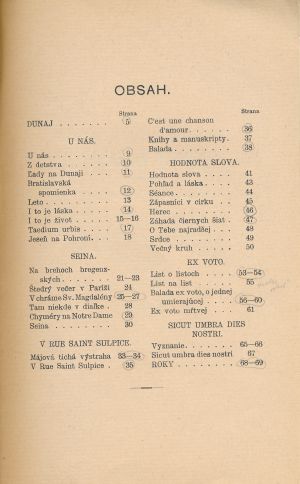 OBSAH.
Strana
DUNAJ . . . . . . . 5
U NÁS.
U nás . . . . . . . 9
Z detstva . . . . . . 10
Ľady na Dunaji . . . . 11
Bratislavská
spomienka . . . . . 12
Leto . . . . . . . . 13
I to je láska . . . . . 14
I to je život . . . . . 15—16
Taedium urbis . . . . 17
Jeseň na Pohroní . . . 18
SEINA.
Na brehoch bregenz-
ských . . . . . . 21—23
Štedrý večer v Paríži 24
V chráme Sv. Magdalény 25—27
Tam niekde v diaľke 28
Chyméry na Notre Dame 29
Seina . . . . . . . 30
V RUE SAINT SULPICE.
Májová tichá výstraha 33—34
V Rue Saint Sulpice . 35
Strana
C'est une chanson
d'amour . . . . . . 36
Knihy a manuskripty . 37
Balada . . . . . . . 38
HODNOTA SLOVA.
Hodnota slova . . . . 41
Pohľad a láska . . . . 43
Séance . . . . . . . 44
Zápasníci v cirku . . . 45
Herec . . . . . . . 46
Záhada čiernych šiat . 47
O Tebe najradšej . . . 48
Srdce . . . . . . . 49
Večný kruh . . . . . 50
EX VOTO.
List o listoch . . . . 53—54
List na list . . . . . 55
Balada ex voto, o jednej
umierajúcej . . . . 56—60
Ex voto mŕtvej . . . 61
SICUT UMBRA DIES
NOSTRI.
Vyznanie . . . . . . 65—66
Sicut umbra dies nostri 67
ROKY . . . . . . . 68—69